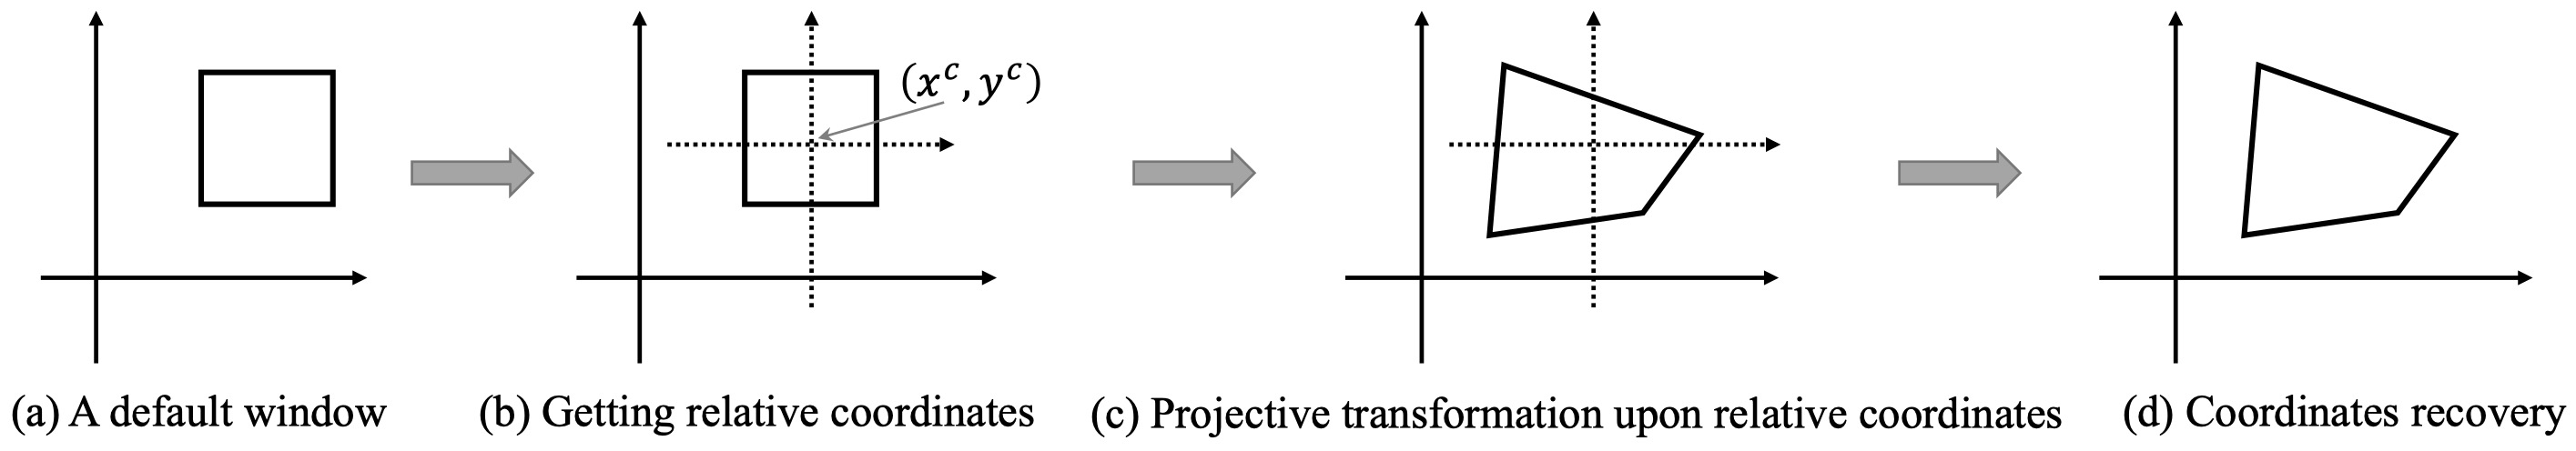 (x^c, y^c)
(a) A default window
(b) Getting relative coordinates
(c) Projective transformation upon relative coordinates
(d) Coordinates recovery